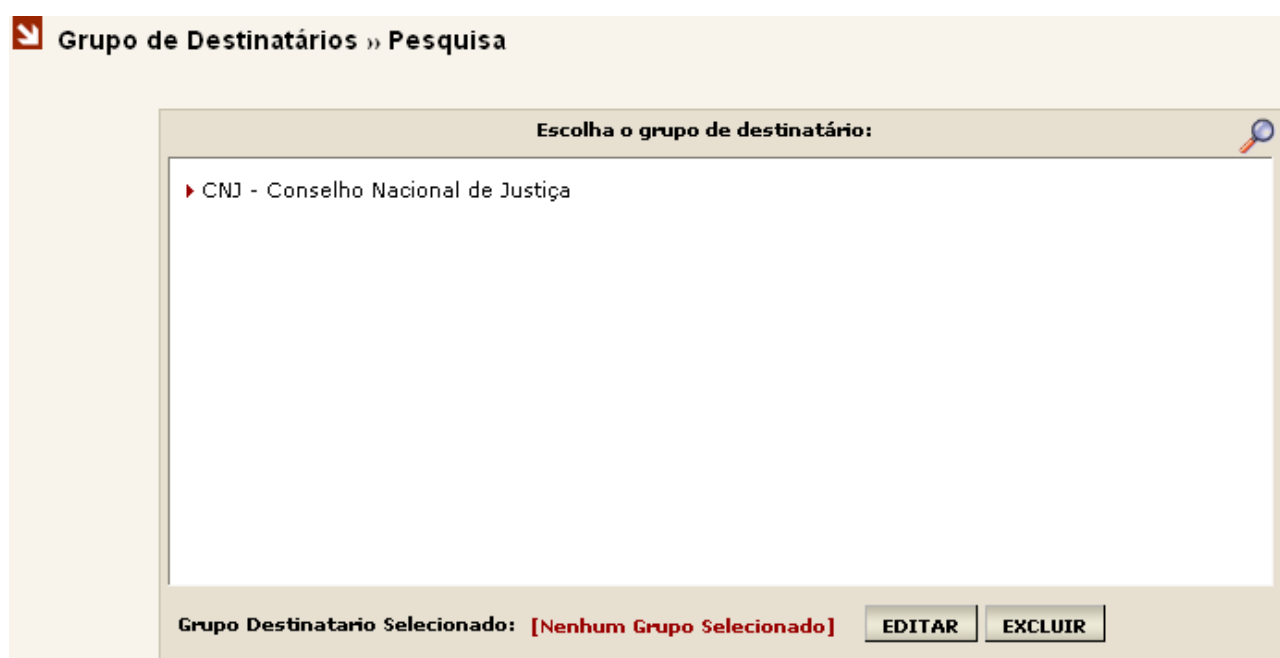 Grupo de Destinatários ›› Pesquisa
Escolha o grupo de destinatário:
CNJ - Conselho Nacional de Justiça
Grupo Destinatario Selecionado: [Nenhum Grupo Selecionado] EDITAR EXCLUIR